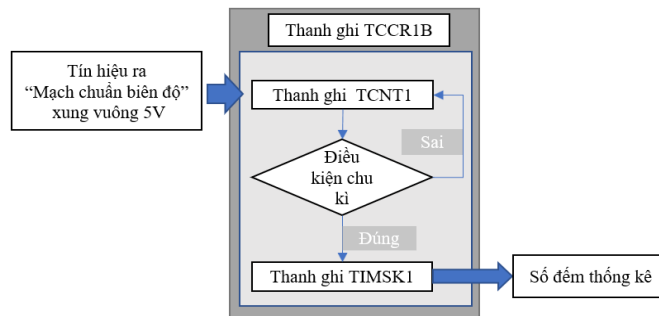 Thanh ghi TCCR1B
Tín hiệu ra
“Mạch chuẩn biên độ”
xung vuông 5V
Thanh ghi TCNT1
Sai
Điều
kiện chu
kì
Đúng
Thanh ghi TIMSK1
Số đếm thống kê